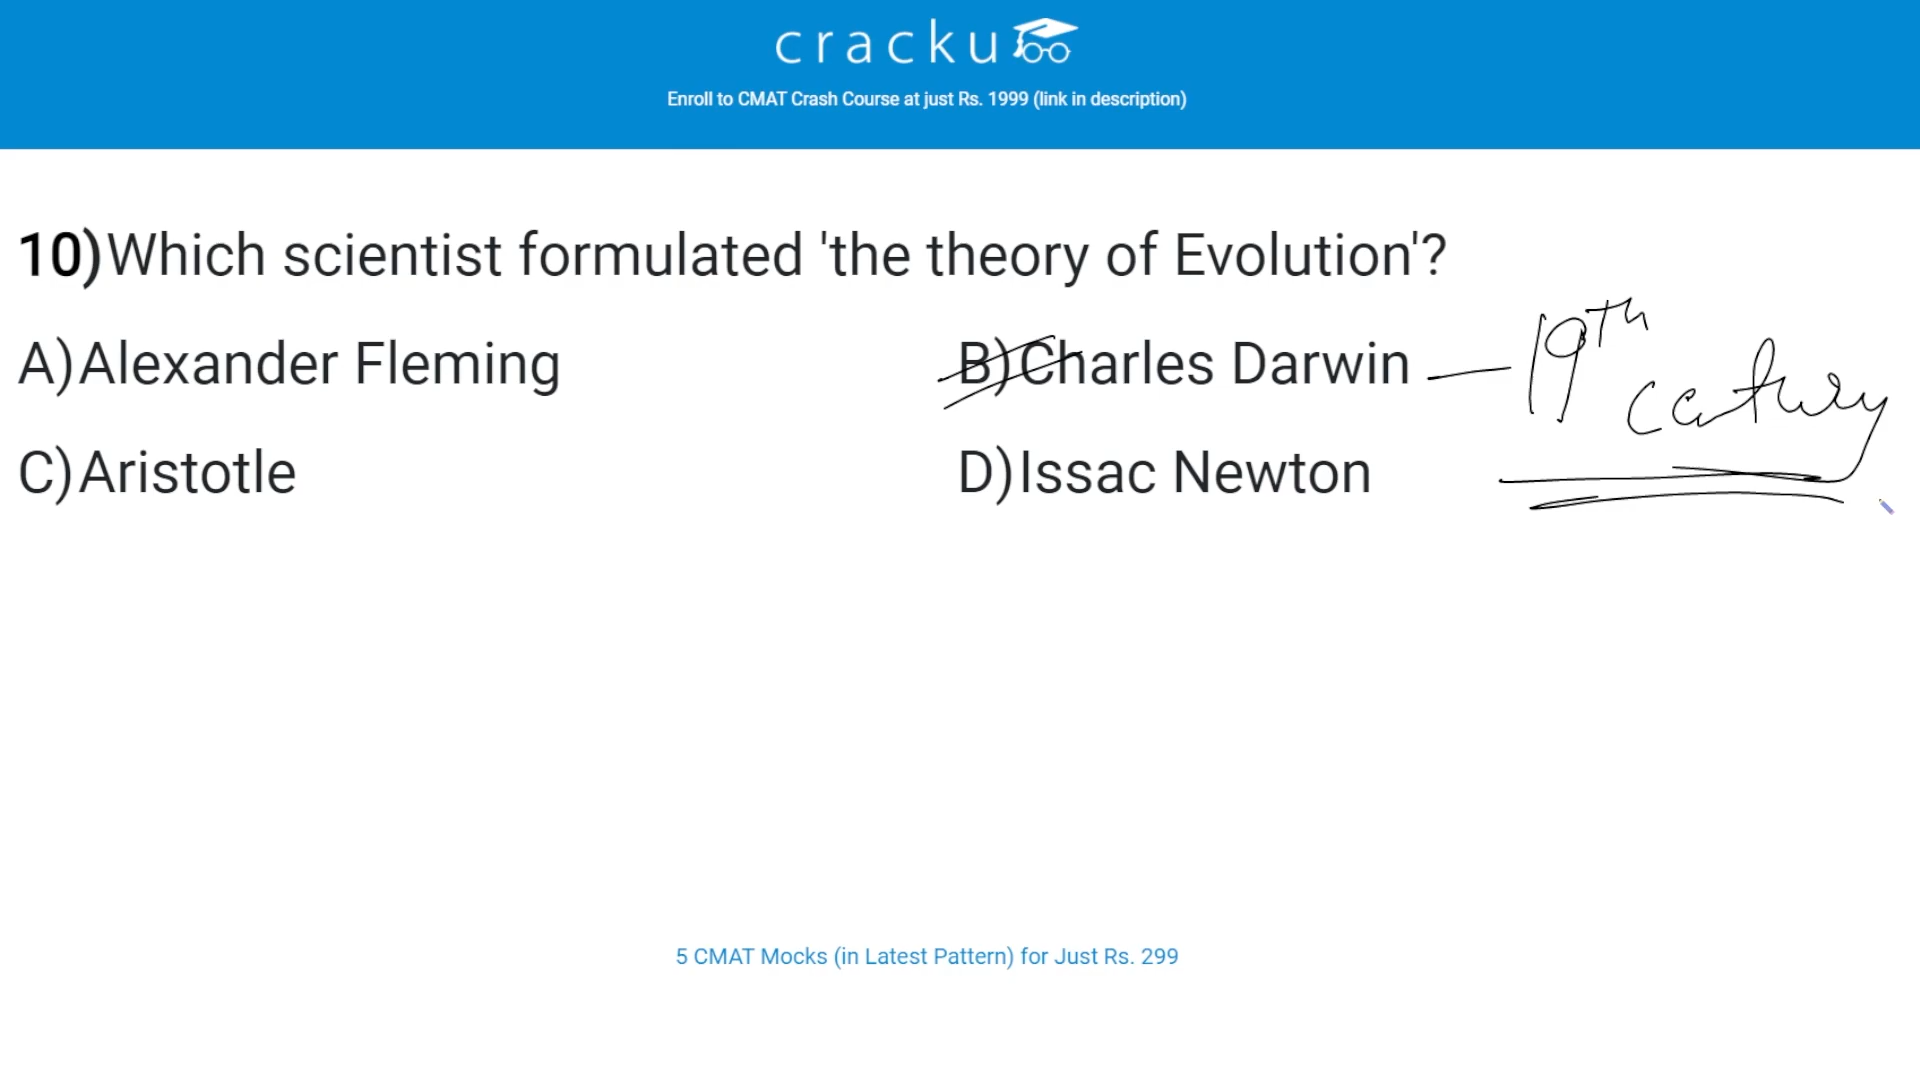 cracku
Enroll to CMAT Crash Course at just Rs. 1999 (link in description)
10)Which scientist formulated 'the theory of Evolution'?
A)Alexander Fleming
B)Charles Darwin — 19th century
C)Aristotle
D)Issac Newton
5 CMAT Mocks (in Latest Pattern) for Just Rs. 299